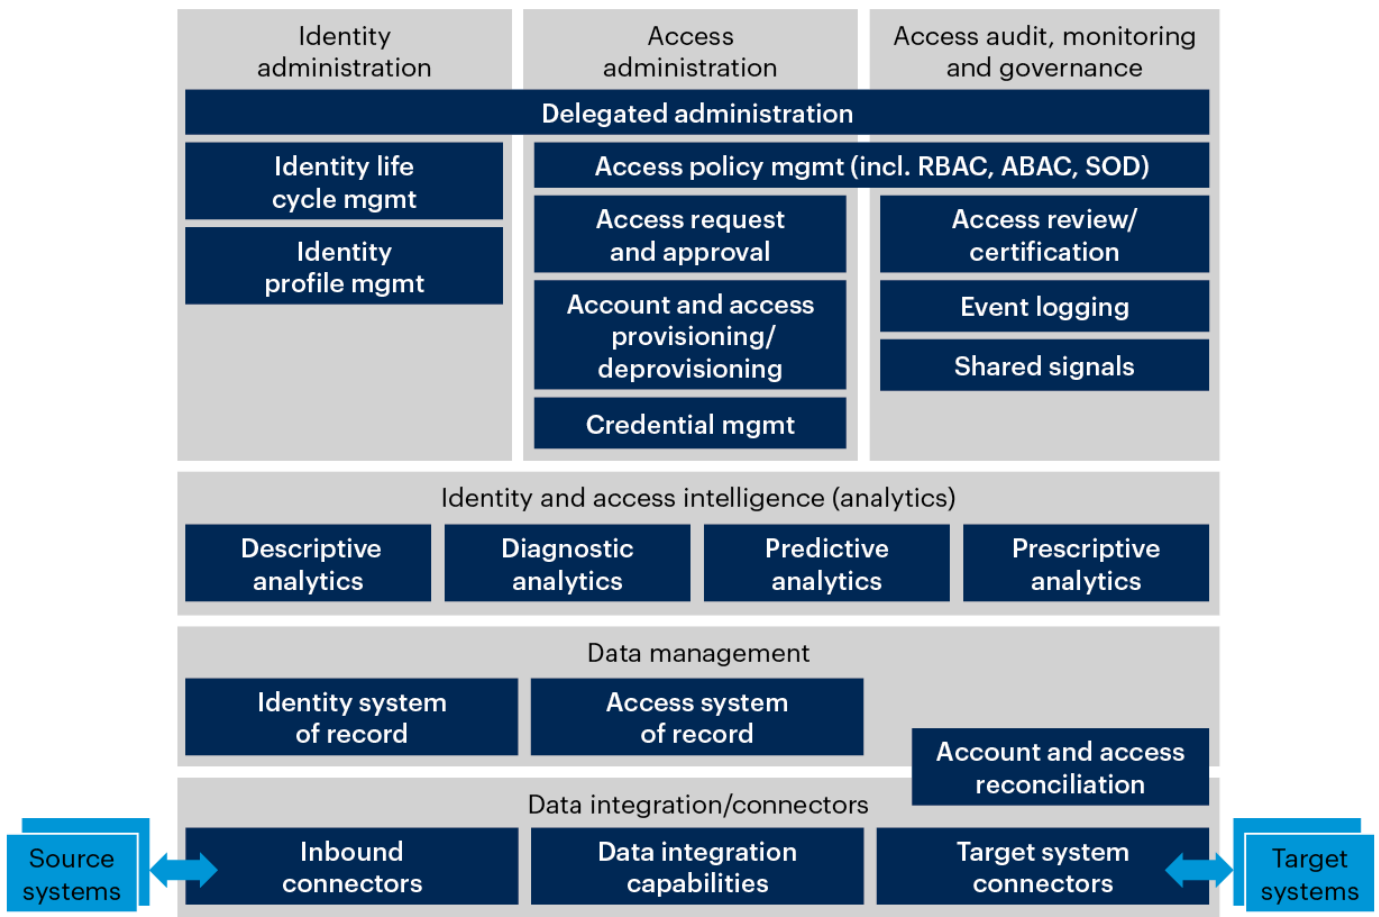 Identity
administration
Access
administration
Access audit, monitoring
and governance
Delegated administration
Identity life
cycle mgmt
Identity
profile mgmt
Access policy mgmt (incl. RBAC, ABAC, SOD)
Access request
and approval
Account and access
provisioning/
deprovisioning
Credential mgmt
Access review/
certification
Event logging
Shared signals
Identity and access intelligence (analytics)
Descriptive
analytics
Diagnostic
analytics
Predictive
analytics
Prescriptive
analytics
Data management
Identity system
of record
Access system
of record
Account and access
reconciliation
Data integration/connectors
Source
systems
Inbound
connectors
Data integration
capabilities
Target system
connectors
Target
systems